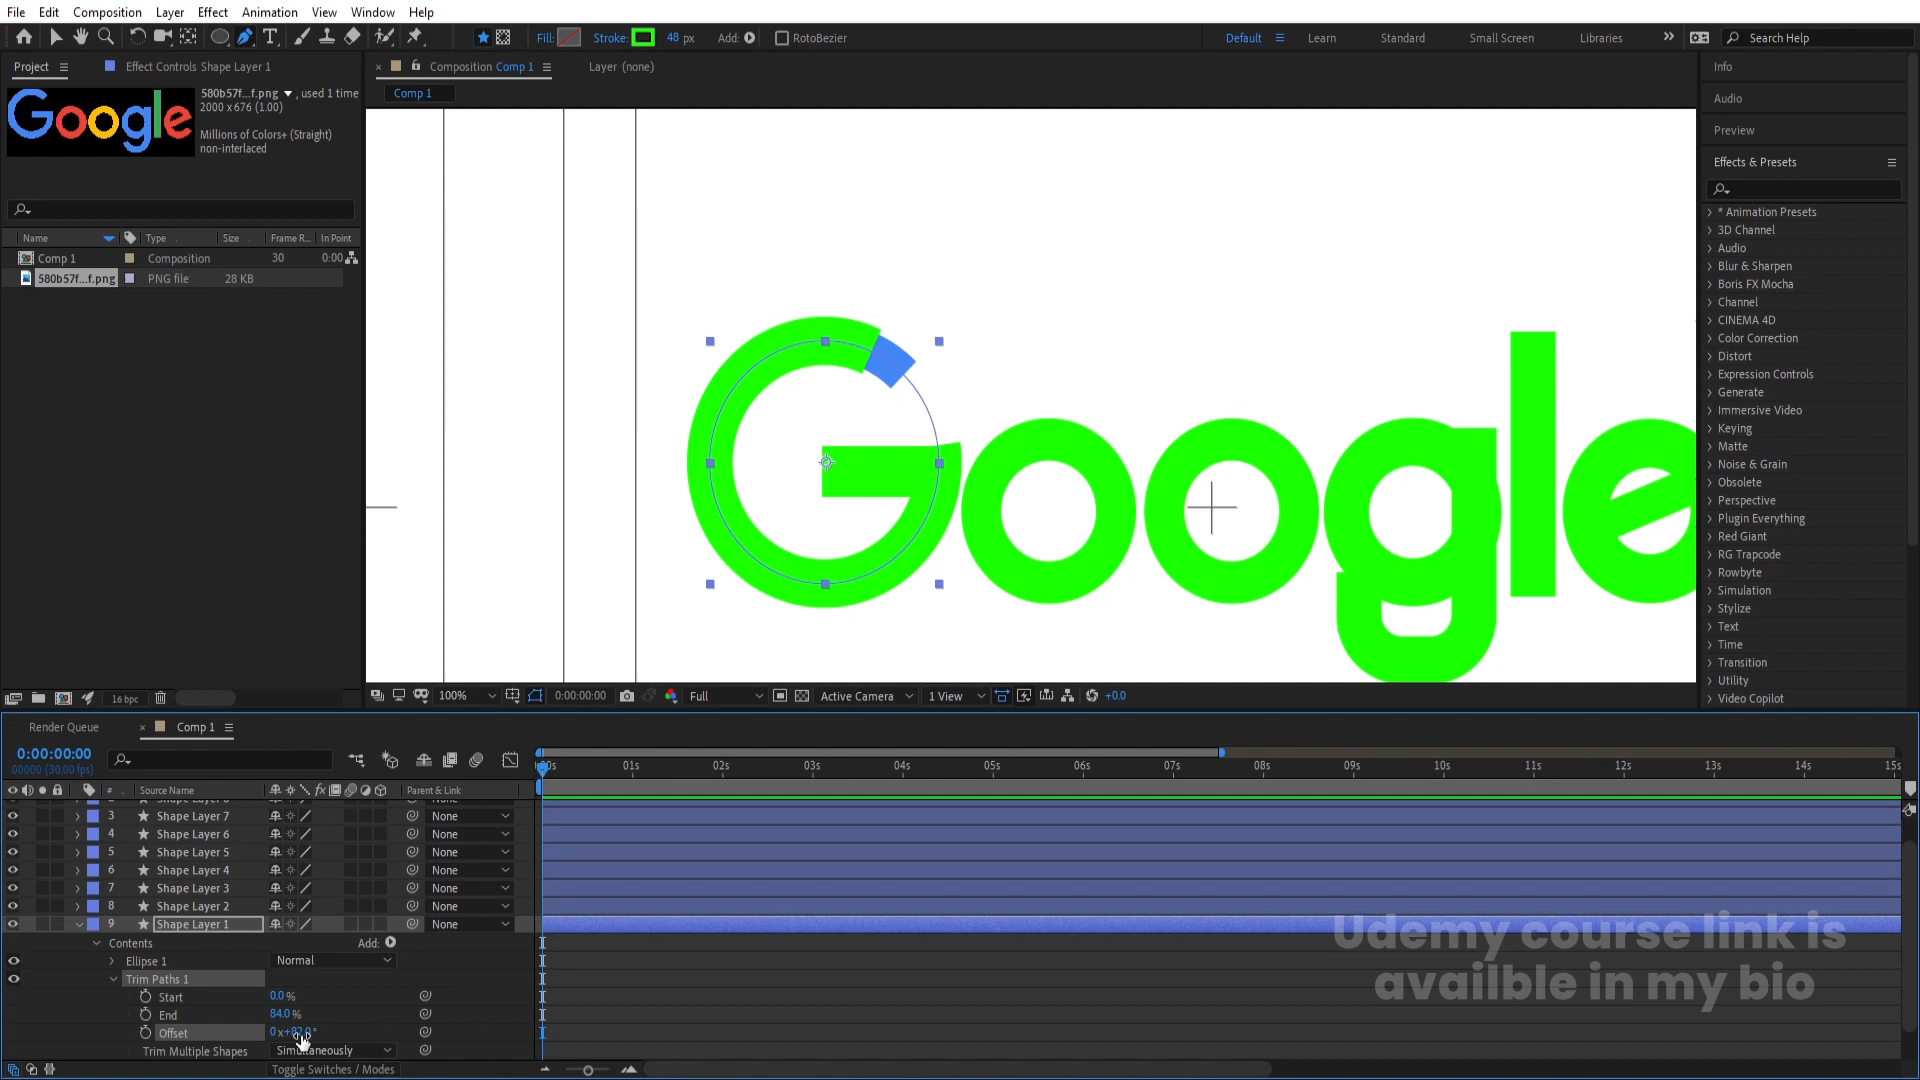 File Edit Composition Layer Effect Animation View Window Help
Fill: Stroke: 48 px Add: RotoBezier Default Learn Standard Small Screen Libraries Search Help
Project Effect Controls Shape Layer 1 Composition Comp 1 Layer (none) Info
Comp 1
Google
580b57f...f.png , used 1 time
2000 x 676 (1.00)
Millions of Colors+ (Straight)
non-interlaced
Name Type Size Frame R... In Point
Comp 1 Composition 30 0:00
580b57f...f.png PNG file 28 KB
Google
Audio
Preview
Effects & Presets
* Animation Presets
3D Channel
Audio
Blur & Sharpen
Boris FX Mocha
Channel
CINEMA 4D
Color Correction
Distort
Expression Controls
Generate
Immersive Video
Keying
Matte
Noise & Grain
Obsolete
Perspective
Plugin Everything
Red Giant
RG Trapcode
Rowbyte
Simulation
Stylize
Text
Time
Transition
Utility
Video Copilot
16 bpc 100% 0:00:00:00 Full Active Camera 1 View +0.0
Render Queue Comp 1
0:00:00:00
00000 (30.00 fps)
01s 02s 03s 04s 05s 06s 07s 08s 09s 10s 11s 12s 13s 14s 15s
# Source Name fx Parent & Link
3 Shape Layer 7 None
4 Shape Layer 6 None
5 Shape Layer 5 None
6 Shape Layer 4 None
7 Shape Layer 3 None
8 Shape Layer 2 None
9 Shape Layer 1 None
Contents Add:
Ellipse 1 Normal
Trim Paths 1
Start 0.0 %
End 84.0 %
Offset
Trim Multiple Shapes Simultaneously
Toggle Switches / Modes
Udemy course link is
availble in my bio